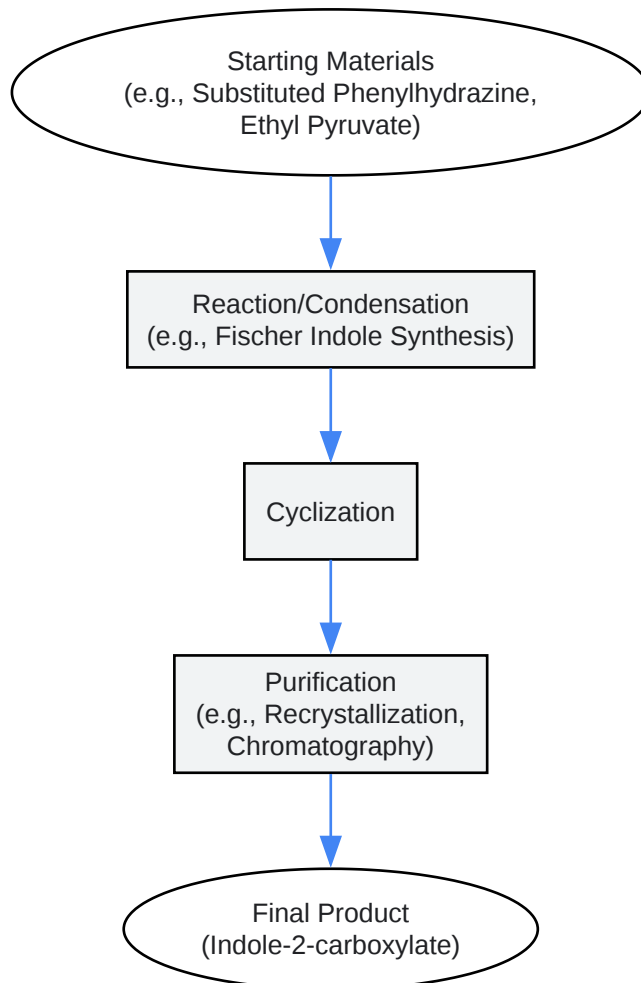 Starting Materials
(e.g., Substituted Phenylhydrazine,
Ethyl Pyruvate)
Reaction/Condensation
(e.g., Fischer Indole Synthesis)
Cyclization
Purification
(e.g., Recrystallization,
Chromatography)
Final Product
(Indole-2-carboxylate)